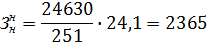 З_н^н = 24630/251 · 24,1 = 2365